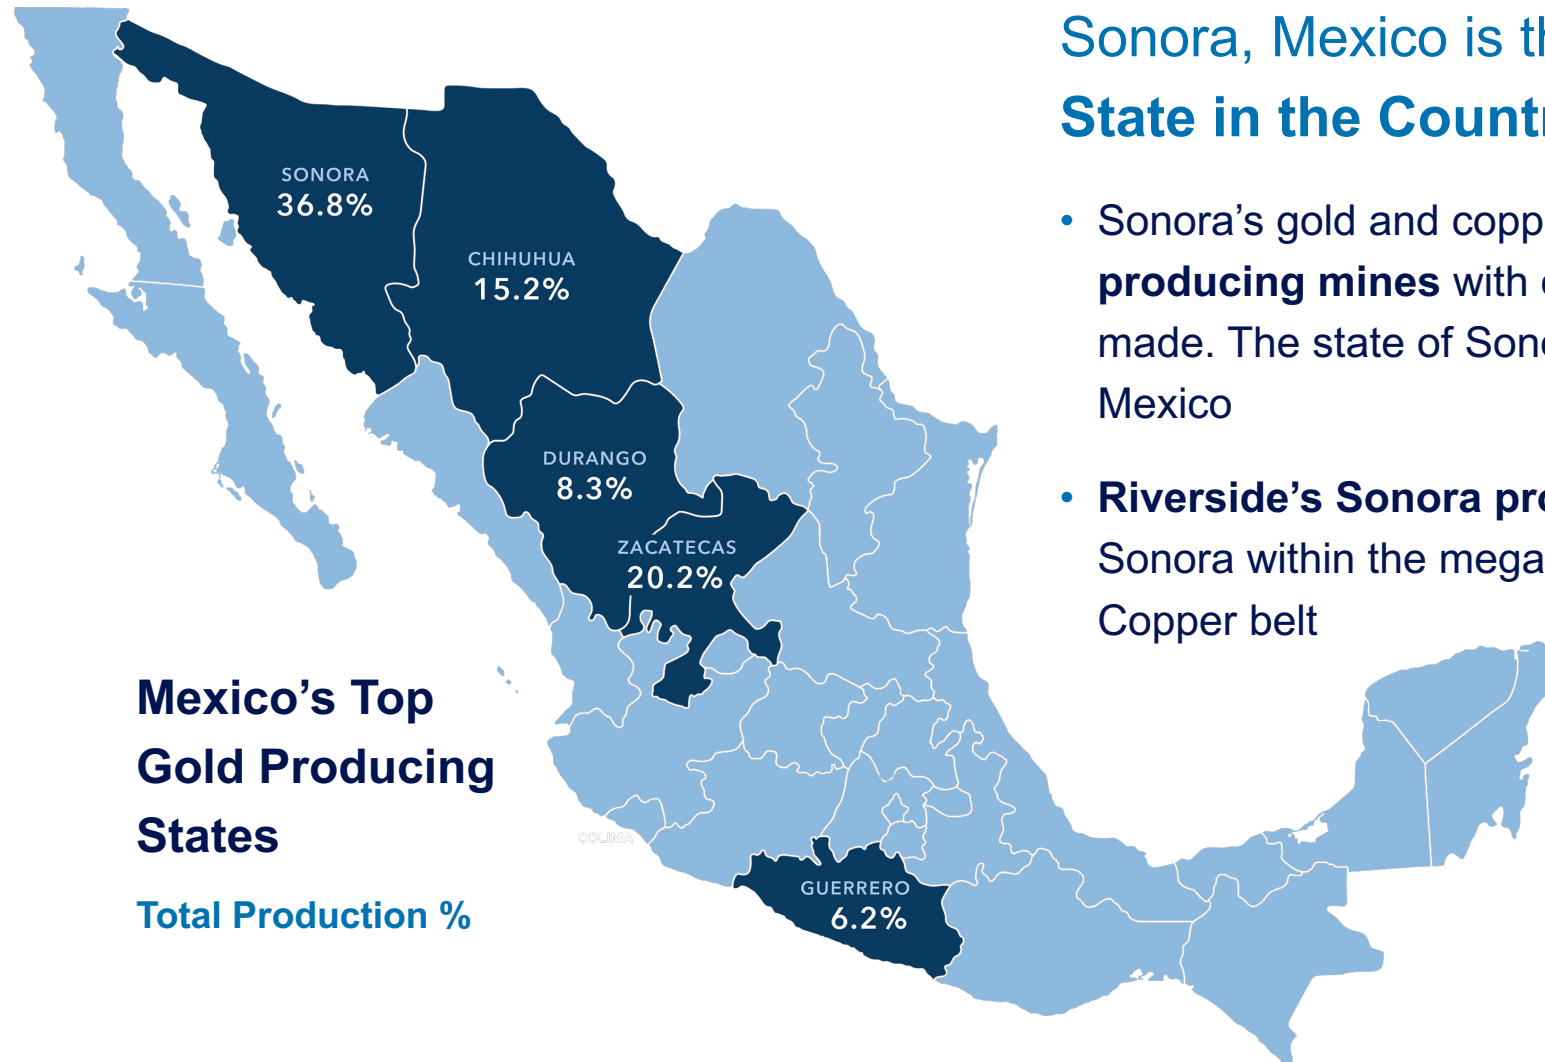 Sonora, Mexico is th
State in the Countr
• Sonora’s gold and copp
producing mines with
made. The state of Sono
Mexico
• Riverside’s Sonora pro
Sonora within the mega
Copper belt
SONORA
36.8%
CHIHUHUA
15.2%
DURANGO
8.3%
ZACATECAS
20.2%
Mexico’s Top
Gold Producing
States
Total Production %
COLIMA
GUERRERO
6.2%